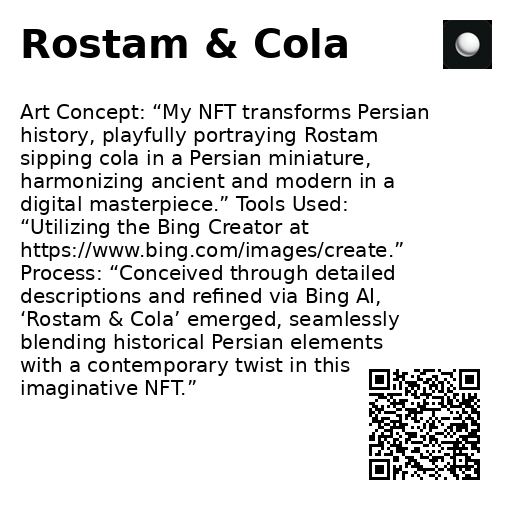 Rostam & Cola
Art Concept: “My NFT transforms Persian
history, playfully portraying Rostam
sipping cola in a Persian miniature,
harmonizing ancient and modern in a
digital masterpiece.” Tools Used:
“Utilizing the Bing Creator at
https://www.bing.com/images/create.”
Process: “Conceived through detailed
descriptions and refined via Bing AI,
‘Rostam & Cola’ emerged, seamlessly
blending historical Persian elements
with a contemporary twist in this
imaginative NFT.”